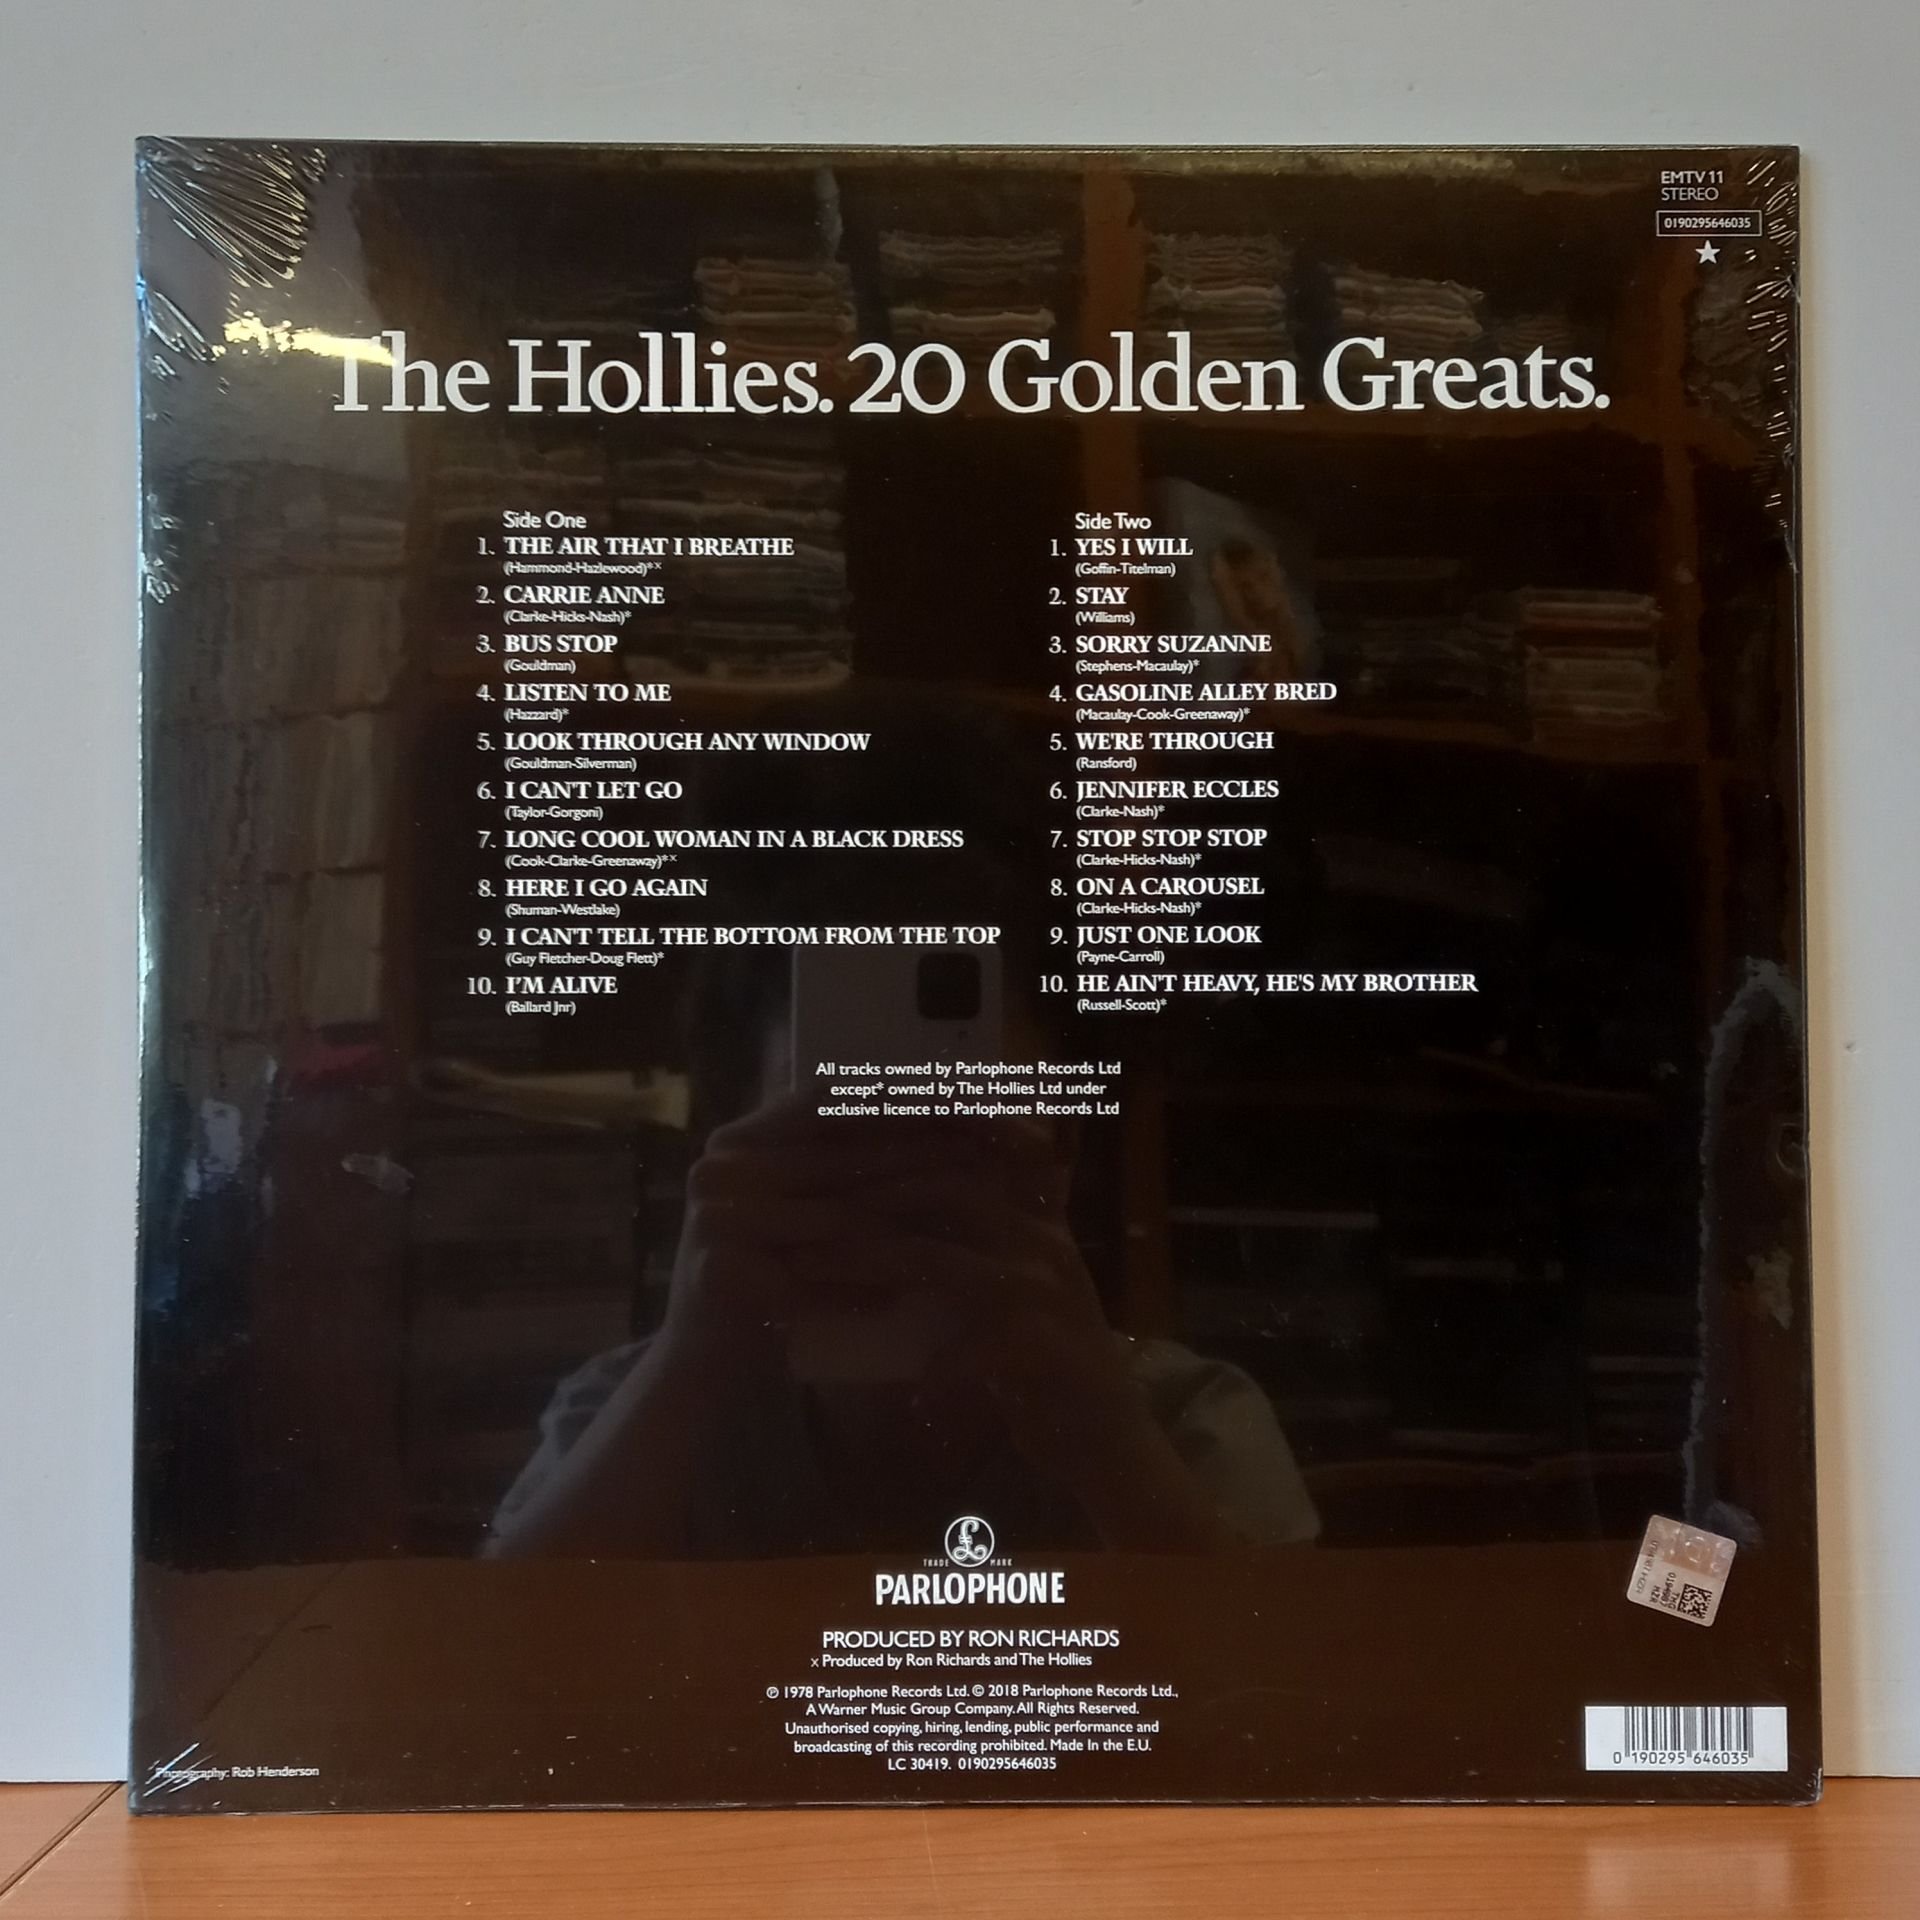 EMTV 11
STEREO
0190295646035
The Hollies. 20 Golden Greats.
Side One
1. THE AIR THAT I BREATHE
(Hammond-Hazlewood)*x
2. CARRIE ANNE
(Clarke-Hicks-Nash)*
3. BUS STOP
(Gouldman)
4. LISTEN TO ME
(Hazzard)*
5. LOOK THROUGH ANY WINDOW
(Gouldman-Silverman)
6. I CAN'T LET GO
(Taylor-Gorgoni)
7. LONG COOL WOMAN IN A BLACK DRESS
(Cook-Clarke-Greenaway)*x
8. HERE I GO AGAIN
(Shuman-Westlake)
9. I CAN'T TELL THE BOTTOM FROM THE TOP
(Guy Fletcher-Doug Flett)*
10. I'M ALIVE
(Ballard Jnr)
Side Two
1. YES I WILL
(Goffin-Titelman)
2. STAY
(Williams)
3. SORRY SUZANNE
(Stephens-Macaulay)*
4. GASOLINE ALLEY BRED
(Macaulay-Cook-Greenaway)*
5. WE'RE THROUGH
(Ransford)
6. JENNIFER ECCLES
(Clarke-Nash)*
7. STOP STOP STOP
(Clarke-Hicks-Nash)*
8. ON A CAROUSEL
(Clarke-Hicks-Nash)*
9. JUST ONE LOOK
(Payne-Carroll)
10. HE AIN'T HEAVY, HE'S MY BROTHER
(Russell-Scott)*
All tracks owned by Parlophone Records Ltd
except* owned by The Hollies Ltd under
exclusive licence to Parlophone Records Ltd
£
TRADE MARK
PARLOPHONE
PRODUCED BY RON RICHARDS
x Produced by Ron Richards and The Hollies
℗ 1978 Parlophone Records Ltd. © 2018 Parlophone Records Ltd.,
A Warner Music Group Company. All Rights Reserved.
Unauthorised copying, hiring, lending, public performance and
broadcasting of this recording prohibited. Made In the E.U.
LC 30419. 0190295646035
Photography: Rob Henderson
0 190295 646035